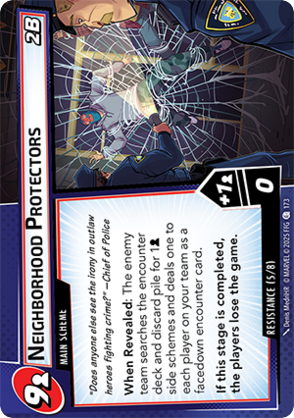 2B
NEIGHBORHOOD PROTECTORS
9
MAIN SCHEME
"Does anyone else see the irony in outlaw
heroes fighting crime?" —Chief of Police
When Revealed: The enemy
team searches the encounter
deck and discard pile for 1
side schemes and deals one to
each player on your team as a
facedown encounter card.
If this stage is completed,
the players lose the game.
+1
0
RESISTANCE (5/8)
Denis Medri © MARVEL © 2025 FFG 173